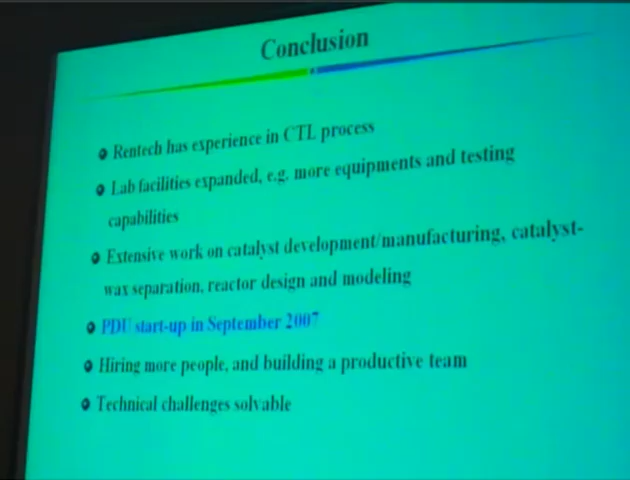 Conclusion
Rentech has experience in CTL process
Lab facilities expanded, e.g. more equipments and testing
capabilities
Extensive work on catalyst development/manufacturing, catalyst-
wax separation, reactor design and modeling
PDU start-up in September 2007
Hiring more people, and building a productive team
Technical challenges solvable